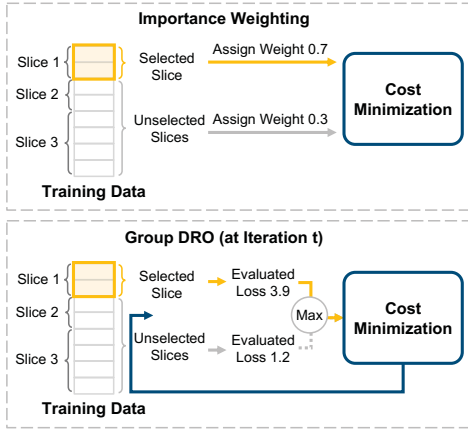 Importance Weighting
Slice 1
Slice 2
Slice 3
Selected
Slice
Assign Weight 0.7
Unselected
Slices
Assign Weight 0.3
Cost
Minimization
Training Data
Group DRO (at Iteration t)
Slice 1
Slice 2
Slice 3
Selected
Slice
Evaluated
Loss 3.9
Max
Unselected
Slices
Evaluated
Loss 1.2
Cost
Minimization
Training Data